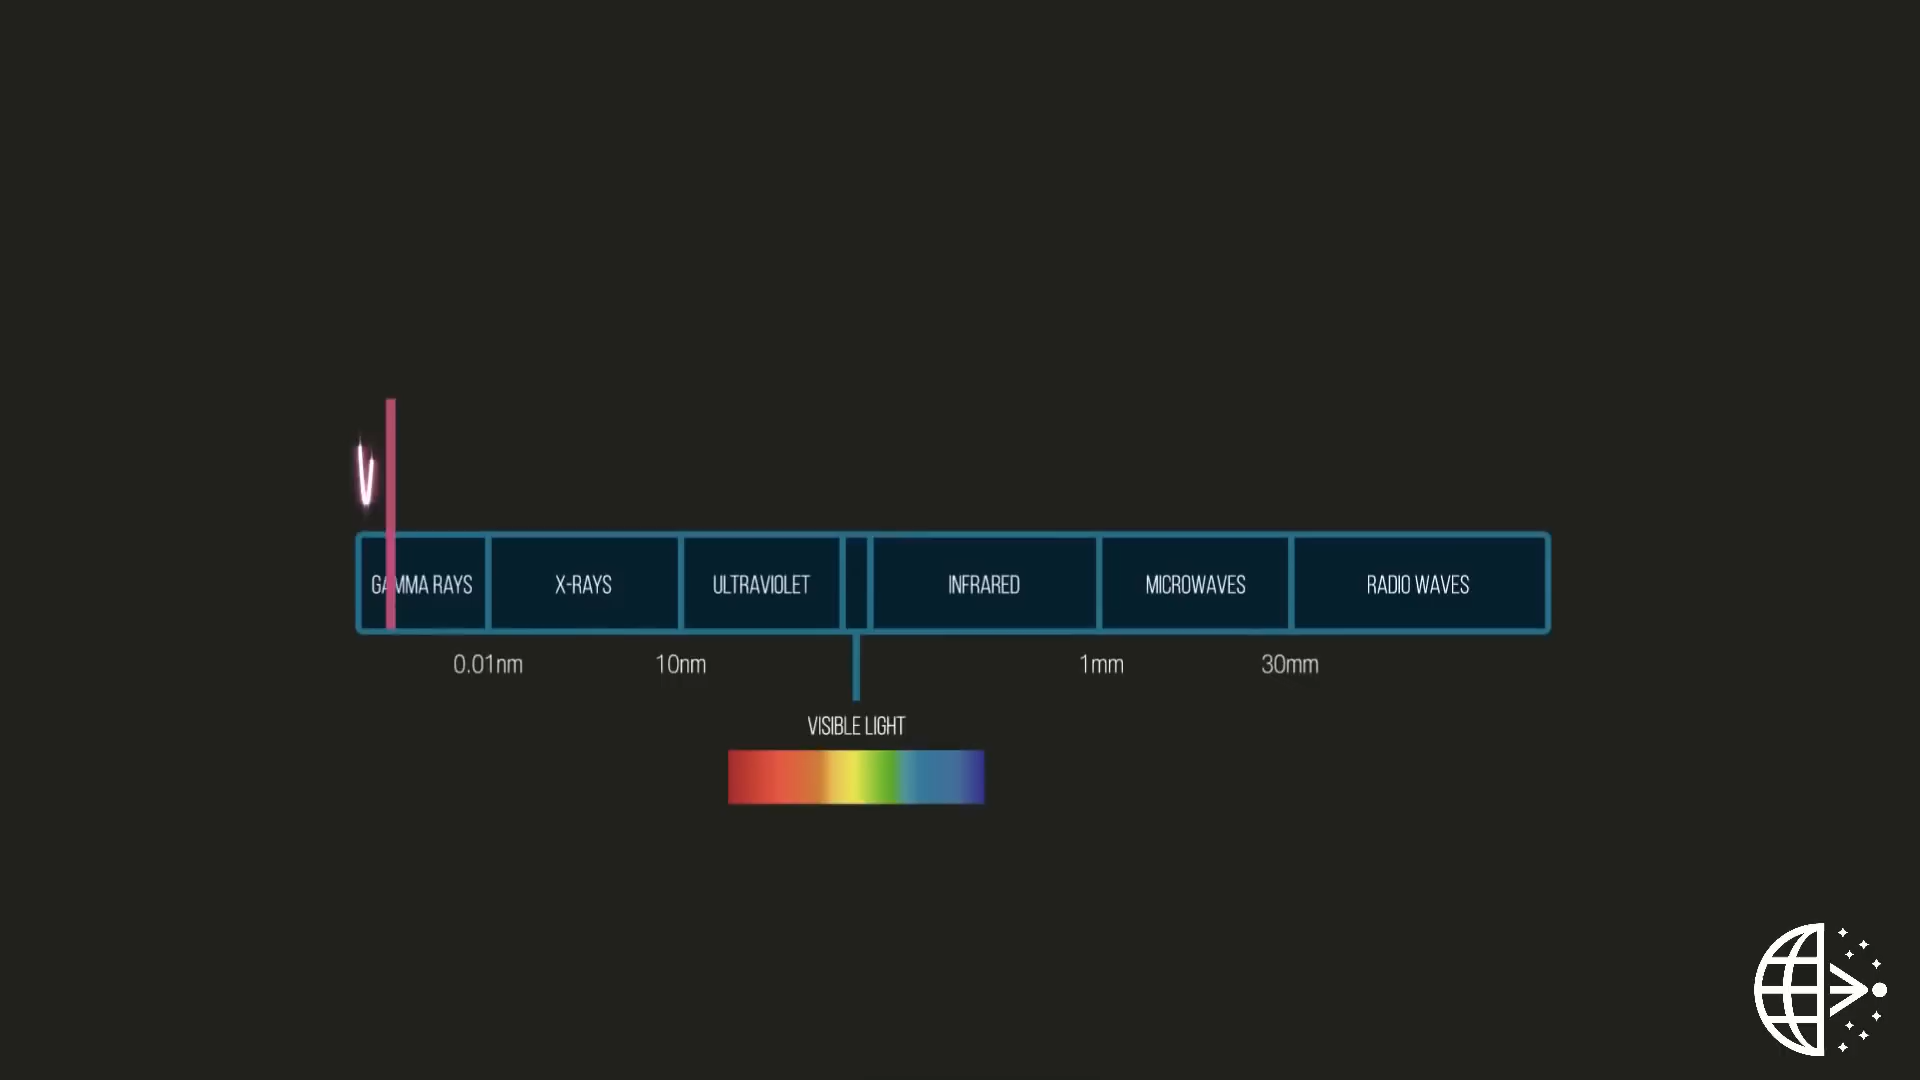 GAMMA RAYS X-RAYS ULTRAVIOLET INFRARED MICROWAVES RADIO WAVES
0.01nm 10nm 1mm 30mm
VISIBLE LIGHT